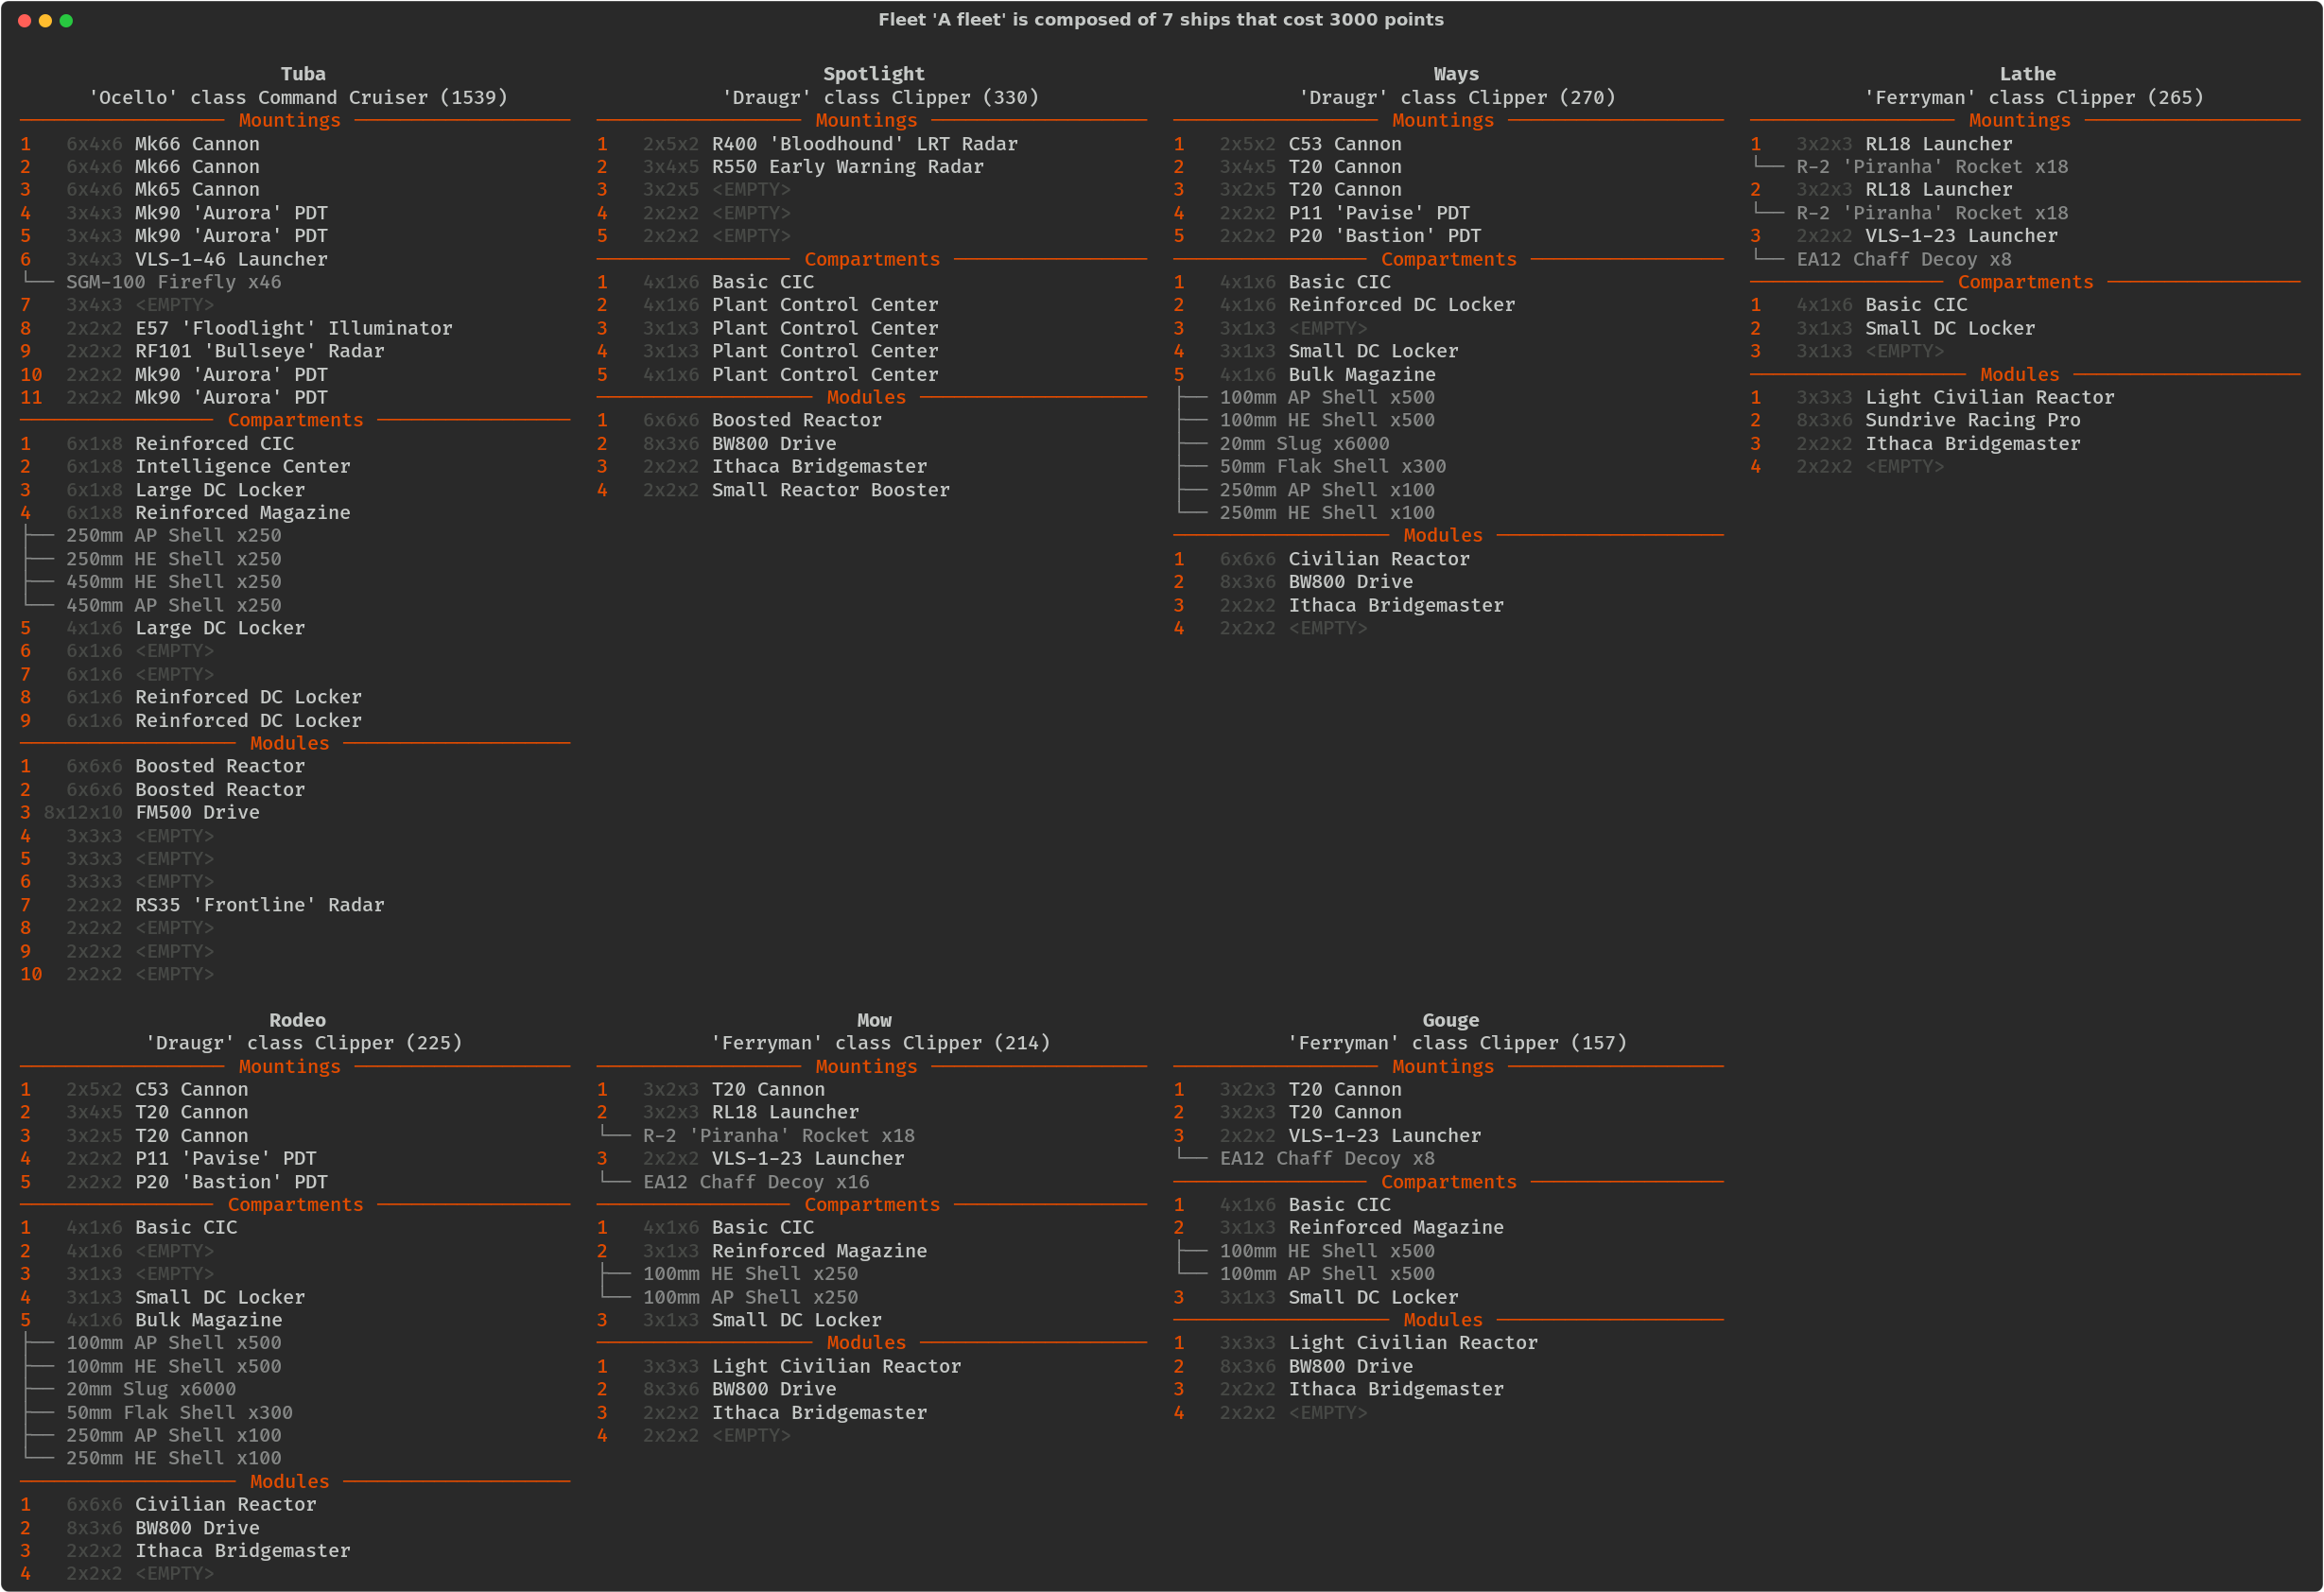 Fleet 'A fleet' is composed of 7 ships that cost 3000 points
Tuba
'Ocello' class Command Cruiser (1539)
Mountings
1 6x4x6 Mk66 Cannon
2 6x4x6 Mk66 Cannon
3 6x4x6 Mk65 Cannon
4 3x4x3 Mk90 'Aurora' PDT
5 3x4x3 Mk90 'Aurora' PDT
6 3x4x3 VLS-1-46 Launcher
└── SGM-100 Firefly x46
7 3x4x3 <EMPTY>
8 2x2x2 E57 'Floodlight' Illuminator
9 2x2x2 RF101 'Bullseye' Radar
10 2x2x2 Mk90 'Aurora' PDT
11 2x2x2 Mk90 'Aurora' PDT
Compartments
1 6x1x8 Reinforced CIC
2 6x1x8 Intelligence Center
3 6x1x8 Large DC Locker
4 6x1x8 Reinforced Magazine
├── 250mm AP Shell x250
├── 250mm HE Shell x250
├── 450mm HE Shell x250
└── 450mm AP Shell x250
5 4x1x6 Large DC Locker
6 6x1x6 <EMPTY>
7 6x1x6 <EMPTY>
8 6x1x6 Reinforced DC Locker
9 6x1x6 Reinforced DC Locker
Modules
1 6x6x6 Boosted Reactor
2 6x6x6 Boosted Reactor
3 8x12x10 FM500 Drive
4 3x3x3 <EMPTY>
5 3x3x3 <EMPTY>
6 3x3x3 <EMPTY>
7 2x2x2 RS35 'Frontline' Radar
8 2x2x2 <EMPTY>
9 2x2x2 <EMPTY>
10 2x2x2 <EMPTY>
Spotlight
'Draugr' class Clipper (330)
Mountings
1 2x5x2 R400 'Bloodhound' LRT Radar
2 3x4x5 R550 Early Warning Radar
3 3x2x5 <EMPTY>
4 2x2x2 <EMPTY>
5 2x2x2 <EMPTY>
Compartments
1 4x1x6 Basic CIC
2 4x1x6 Plant Control Center
3 3x1x3 Plant Control Center
4 3x1x3 Plant Control Center
5 4x1x6 Plant Control Center
Modules
1 6x6x6 Boosted Reactor
2 8x3x6 BW800 Drive
3 2x2x2 Ithaca Bridgemaster
4 2x2x2 Small Reactor Booster
Ways
'Draugr' class Clipper (270)
Mountings
1 2x5x2 C53 Cannon
2 3x4x5 T20 Cannon
3 3x2x5 T20 Cannon
4 2x2x2 P11 'Pavise' PDT
5 2x2x2 P20 'Bastion' PDT
Compartments
1 4x1x6 Basic CIC
2 4x1x6 Reinforced DC Locker
3 3x1x3 <EMPTY>
4 3x1x3 Small DC Locker
5 4x1x6 Bulk Magazine
├── 100mm AP Shell x500
├── 100mm HE Shell x500
├── 20mm Slug x6000
├── 50mm Flak Shell x300
├── 250mm AP Shell x100
└── 250mm HE Shell x100
Modules
1 6x6x6 Civilian Reactor
2 8x3x6 BW800 Drive
3 2x2x2 Ithaca Bridgemaster
4 2x2x2 <EMPTY>
Lathe
'Ferryman' class Clipper (265)
Mountings
1 3x2x3 RL18 Launcher
└── R-2 'Piranha' Rocket x18
2 3x2x3 RL18 Launcher
└── R-2 'Piranha' Rocket x18
3 2x2x2 VLS-1-23 Launcher
└── EA12 Chaff Decoy x8
Compartments
1 4x1x6 Basic CIC
2 3x1x3 Small DC Locker
3 3x1x3 <EMPTY>
Modules
1 3x3x3 Light Civilian Reactor
2 8x3x6 Sundrive Racing Pro
3 2x2x2 Ithaca Bridgemaster
4 2x2x2 <EMPTY>
Rodeo
'Draugr' class Clipper (225)
Mountings
1 2x5x2 C53 Cannon
2 3x4x5 T20 Cannon
3 3x2x5 T20 Cannon
4 2x2x2 P11 'Pavise' PDT
5 2x2x2 P20 'Bastion' PDT
Compartments
1 4x1x6 Basic CIC
2 4x1x6 <EMPTY>
3 3x1x3 <EMPTY>
4 3x1x3 Small DC Locker
5 4x1x6 Bulk Magazine
├── 100mm AP Shell x500
├── 100mm HE Shell x500
├── 20mm Slug x6000
├── 50mm Flak Shell x300
├── 250mm AP Shell x100
└── 250mm HE Shell x100
Modules
1 6x6x6 Civilian Reactor
2 8x3x6 BW800 Drive
3 2x2x2 Ithaca Bridgemaster
4 2x2x2 <EMPTY>
Mow
'Ferryman' class Clipper (214)
Mountings
1 3x2x3 T20 Cannon
2 3x2x3 RL18 Launcher
└── R-2 'Piranha' Rocket x18
3 2x2x2 VLS-1-23 Launcher
└── EA12 Chaff Decoy x16
Compartments
1 4x1x6 Basic CIC
2 3x1x3 Reinforced Magazine
├── 100mm HE Shell x250
└── 100mm AP Shell x250
3 3x1x3 Small DC Locker
Modules
1 3x3x3 Light Civilian Reactor
2 8x3x6 BW800 Drive
3 2x2x2 Ithaca Bridgemaster
4 2x2x2 <EMPTY>
Gouge
'Ferryman' class Clipper (157)
Mountings
1 3x2x3 T20 Cannon
2 3x2x3 T20 Cannon
3 2x2x2 VLS-1-23 Launcher
└── EA12 Chaff Decoy x8
Compartments
1 4x1x6 Basic CIC
2 3x1x3 Reinforced Magazine
├── 100mm HE Shell x500
└── 100mm AP Shell x500
3 3x1x3 Small DC Locker
Modules
1 3x3x3 Light Civilian Reactor
2 8x3x6 BW800 Drive
3 2x2x2 Ithaca Bridgemaster
4 2x2x2 <EMPTY>